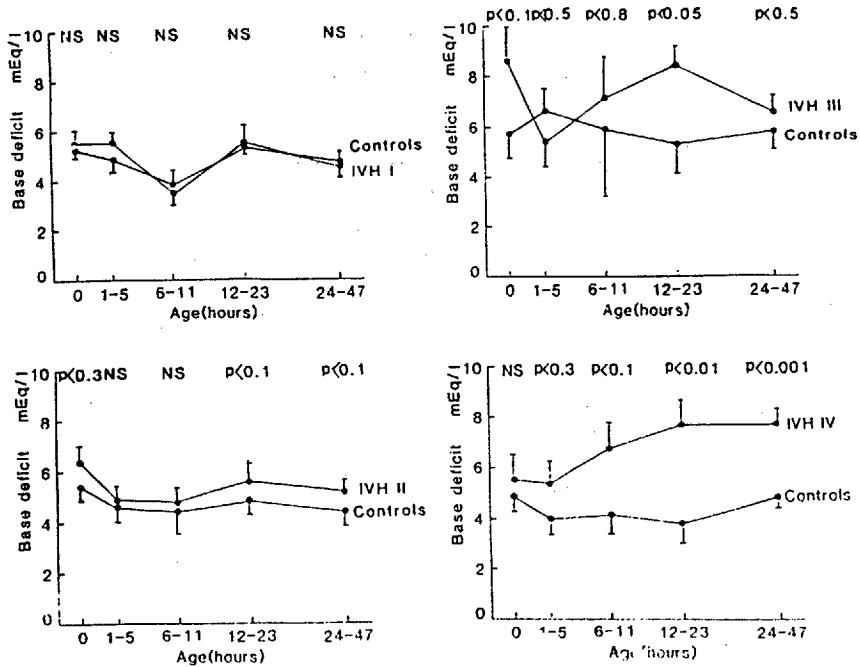 NS NS NS NS NS
Base deficit mEq/l
10
8
6
4
2
0
Controls
IVH I
0 1-5 6-11 12-23 24-47
Age(hours)
p<0.1 p<0.5 p<0.8 p<0.05 p<0.5
Base deficit mEq/l
10
8
6
4
2
0
IVH III
Controls
0 1-5 6-11 12-23 24-47
Age(hours)
p<0.3 NS NS p<0.1 p<0.1
Base deficit mEq/l
10
8
6
4
2
0
IVH II
Controls
0 1-5 6-11 12-23 24-47
Age(hours)
NS p<0.3 p<0.1 p<0.01 p<0.001
Base deficit mEq/l
10
8
6
4
2
0
IVH IV
Controls
0 1-5 6-11 12-23 24-47
Age (hours)